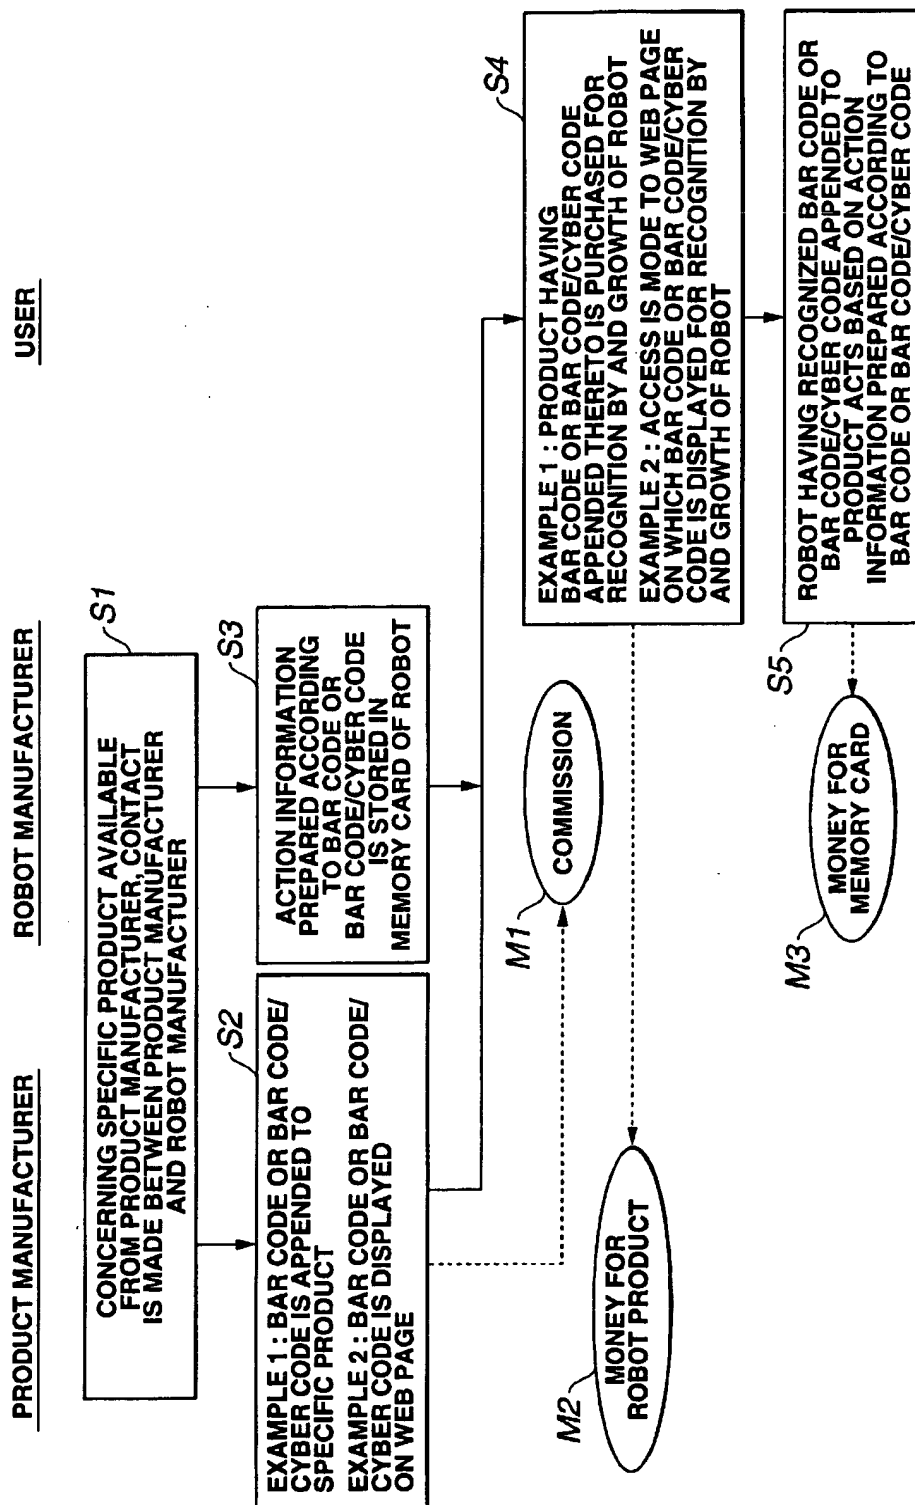 PRODUCT MANUFACTURER
ROBOT MANUFACTURER
USER
S1
CONCERNING SPECIFIC PRODUCT AVAILABLE
FROM PRODUCT MANUFACTURER, CONTACT
IS MADE BETWEEN PRODUCT MANUFACTURER
AND ROBOT MANUFACTURER
S2
EXAMPLE 1 : BAR CODE OR BAR CODE/
CYBER CODE IS APPENDED TO
SPECIFIC PRODUCT
EXAMPLE 2 : BAR CODE OR BAR CODE/
CYBER CODE IS DISPLAYED
ON WEB PAGE
S3
ACTION INFORMATION
PREPARED ACCORDING
TO BAR CODE OR
BAR CODE/CYBER CODE
IS STORED IN
MEMORY CARD OF ROBOT
S4
EXAMPLE 1 : PRODUCT HAVING
BAR CODE OR BAR CODE/CYBER CODE
APPENDED THERETO IS PURCHASED FOR
RECOGNITION BY AND GROWTH OF ROBOT
EXAMPLE 2 : ACCESS IS MODE TO WEB PAGE
ON WHICH BAR CODE OR BAR CODE/CYBER
CODE IS DISPLAYED FOR RECOGNITION BY
AND GROWTH OF ROBOT
M1
COMMISSION
M2
MONEY FOR
ROBOT PRODUCT
S5
ROBOT HAVING RECOGNIZED BAR CODE OR
BAR CODE/CYBER CODE APPENDED TO
PRODUCT ACTS BASED ON ACTION
INFORMATION PREPARED ACCORDING TO
BAR CODE OR BAR CODE/CYBER CODE
M3
MONEY FOR
MEMORY CARD